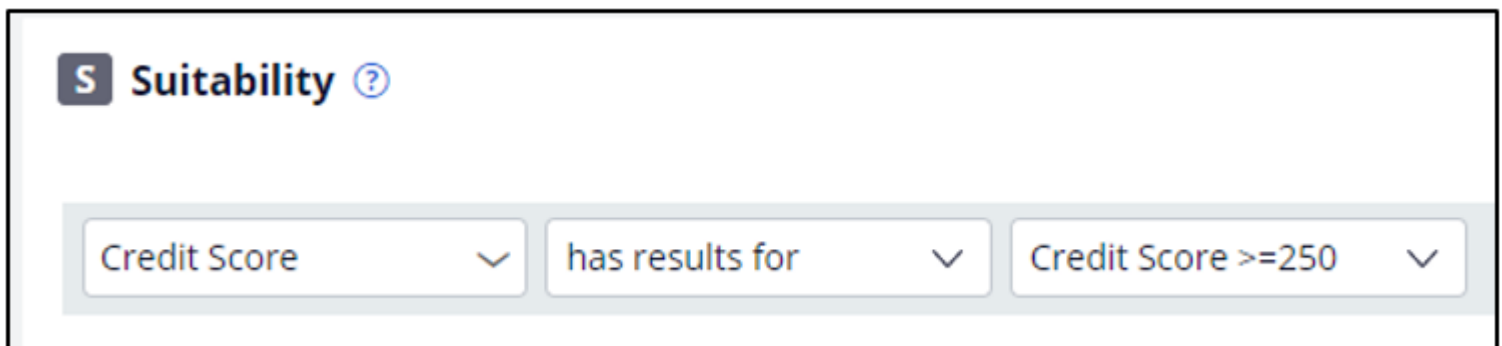 S Suitability ?
Credit Score has results for Credit Score >=250